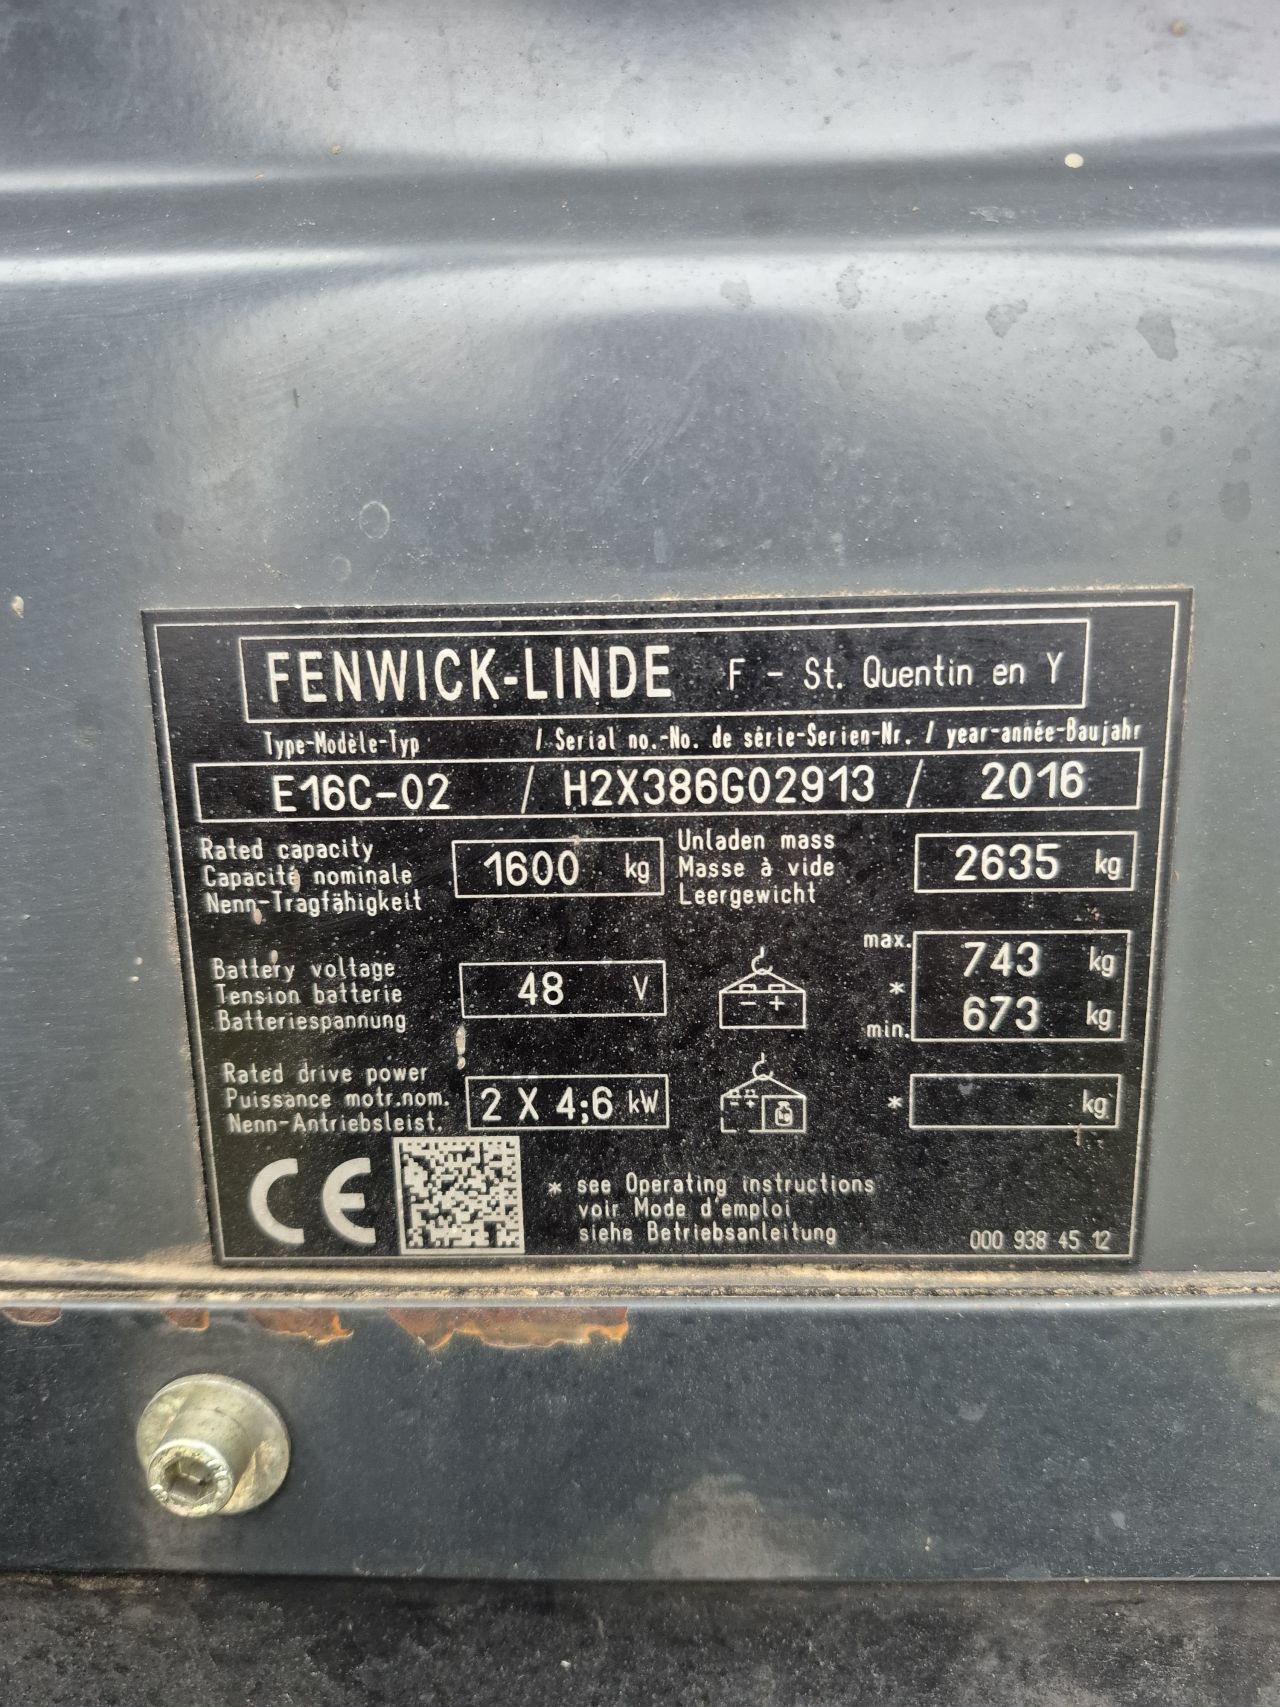 FENWICK-LINDE F - St. Quentin en Y
Type-Modèle-Typ / Serial no.-No. de série-Serien-Nr. / year-année-Baujahr
E16C-02 / H2X386G02913 / 2016
Rated capacity
Capacité nominale
Nenn-Tragfähigkeit
1600 kg
Unladen mass
Masse à vide
Leergewicht
2635 kg
Battery voltage
Tension batterie
Batteriespannung
48 V
- +
max. 743 kg
*
min. 673 kg
Rated drive power
Puissance motr.nom.
Nenn-Antriebsleist.
2 X 4;6 kW
- +
* kg
CE
* see Operating instructions
voir Mode d'emploi
siehe Betriebsanleitung
000 938 45 12